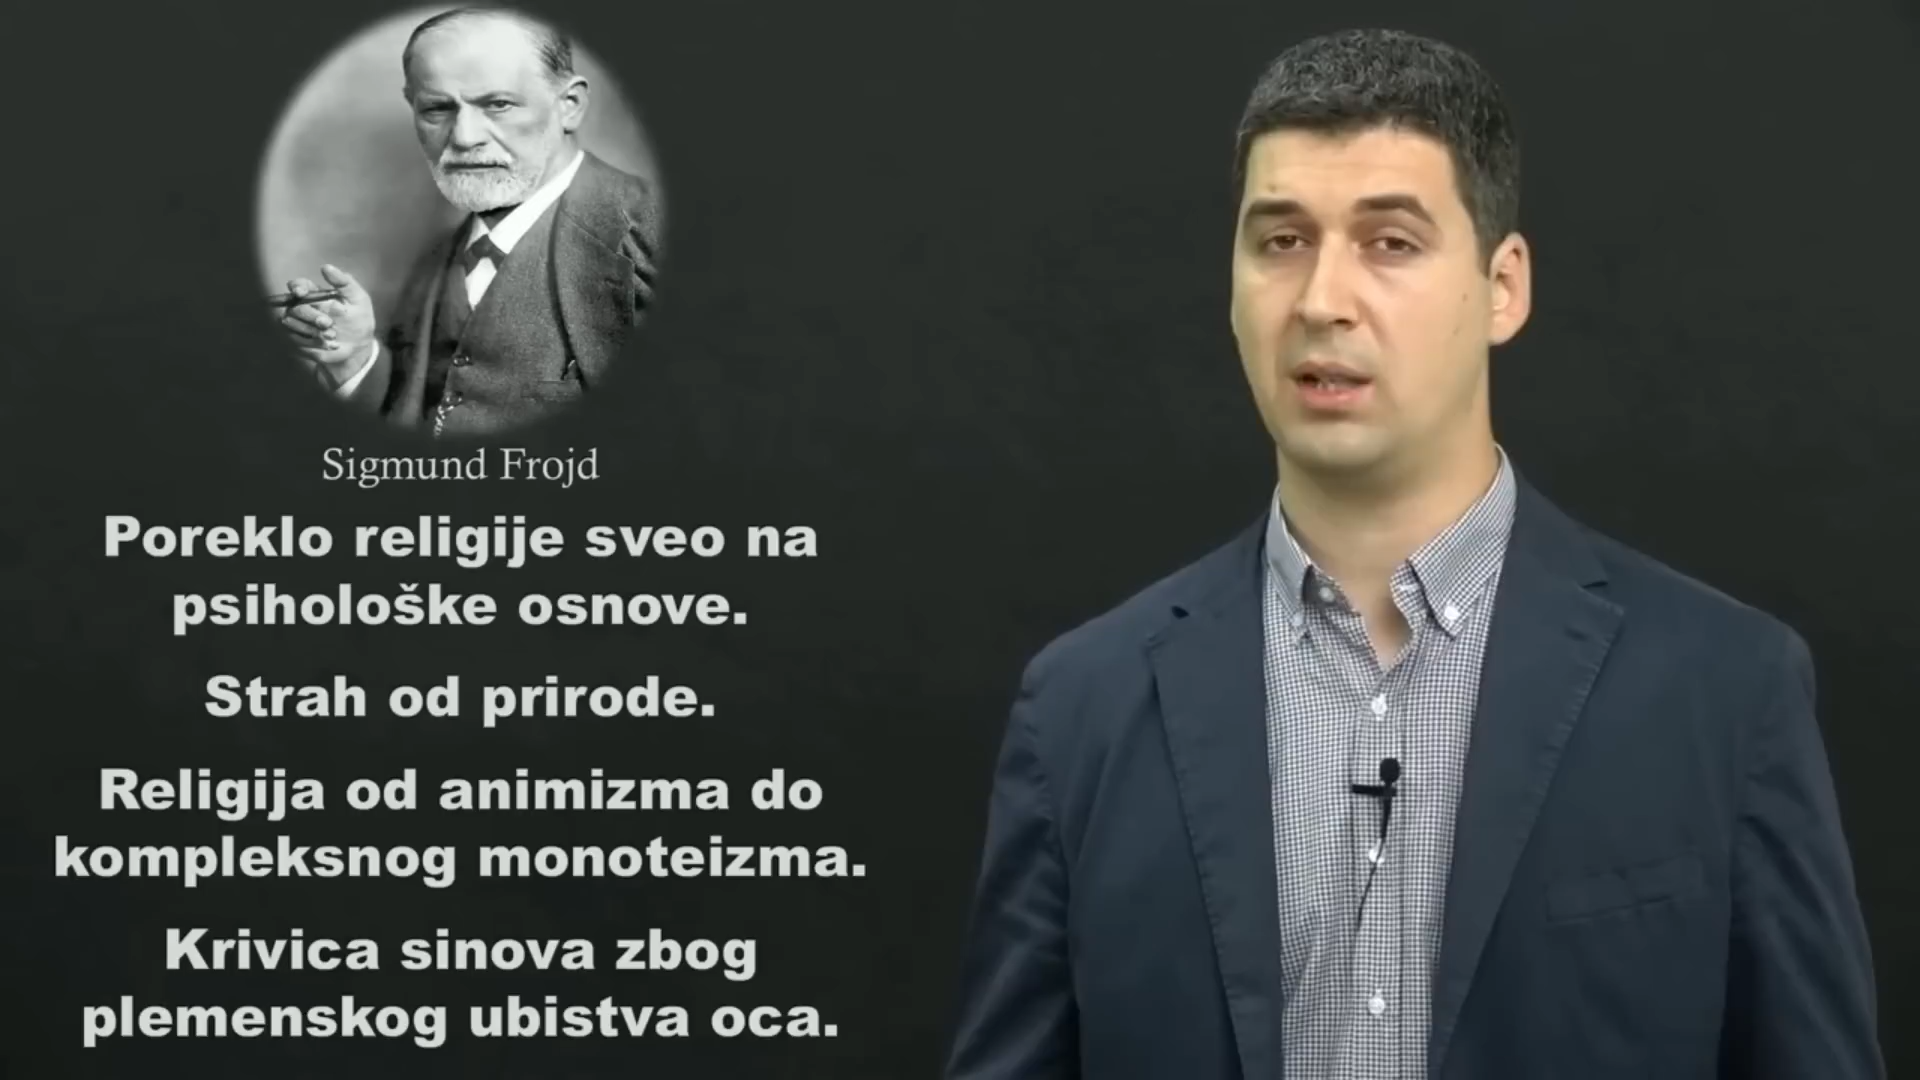 Sigmund Frojd
Poreklo religije sveo na
psihološke osnove.
Strah od prirode.
Religija od animizma do
kompleksnog monoteizma.
Krivica sinova zbog
plemenskog ubistva oca.